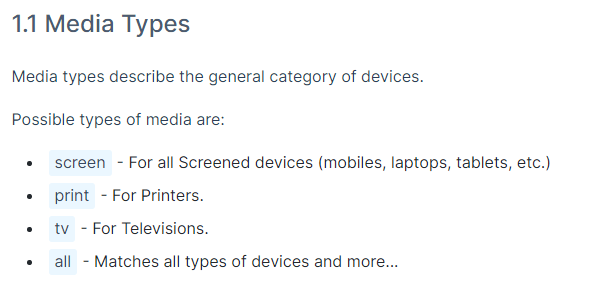 1.1 Media Types
Media types describe the general category of devices.
Possible types of media are:
screen - For all Screened devices (mobiles, laptops, tablets, etc.)
print - For Printers.
tv - For Televisions.
all - Matches all types of devices and more...